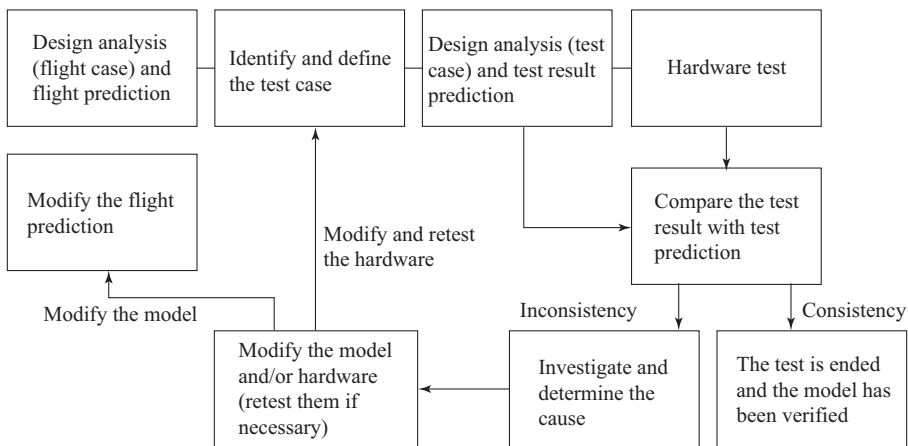 Design analysis
(flight case) and
flight prediction
Identify and define
the test case
Design analysis (test
case) and test result
prediction
Hardware test
Modify the flight
prediction
Modify and retest
the hardware
Compare the test
result with test
prediction
Modify the model
Inconsistency
Consistency
Modify the model
and/or hardware
(retest them if
necessary)
Investigate and
determine the
cause
The test is ended
and the model has
been verified